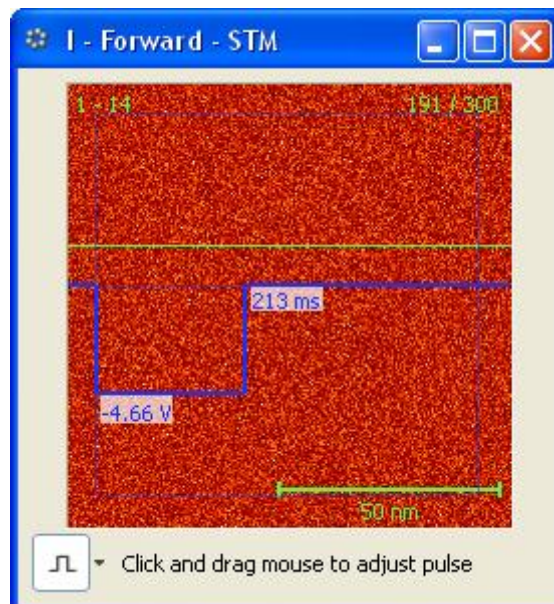 I - Forward - STM
1 - 14 191 / 300
213 ms
-4.66 V
50 nm
Click and drag mouse to adjust pulse